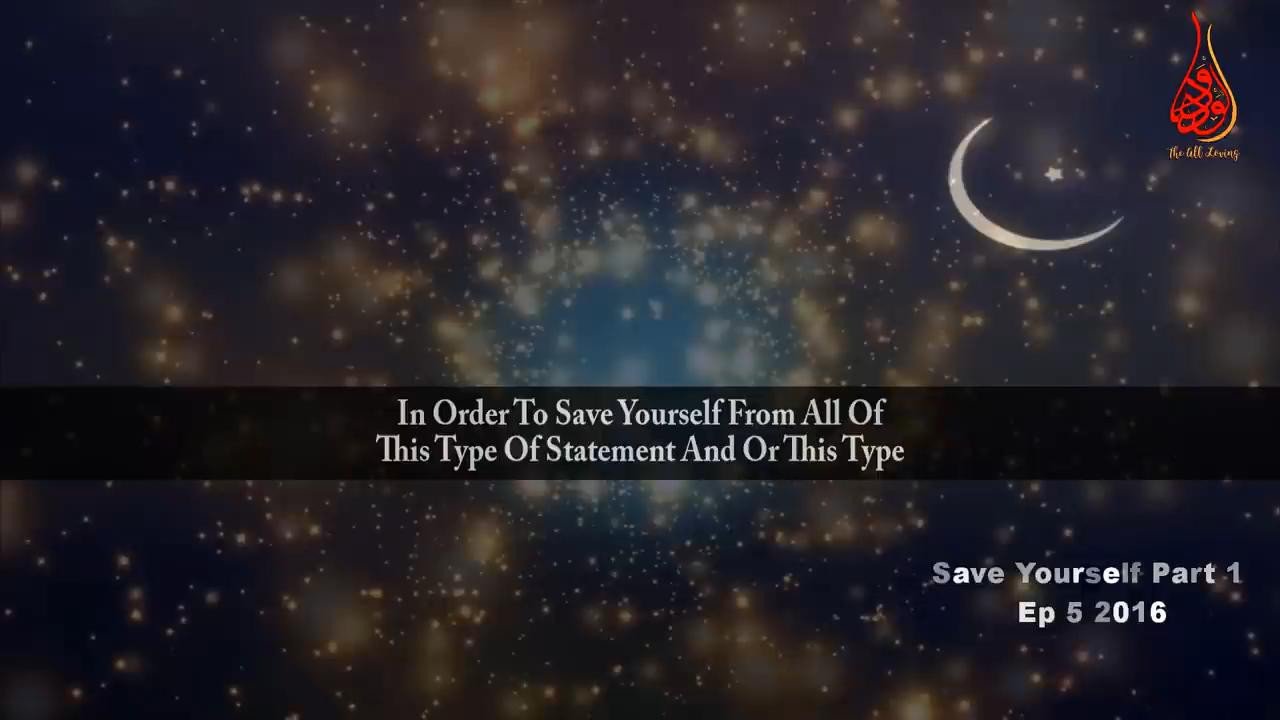 الودود
The All Loving
In Order To Save Yourself From All Of
This Type Of Statement And Or This Type
Save Yourself Part 1
Ep 5 2016